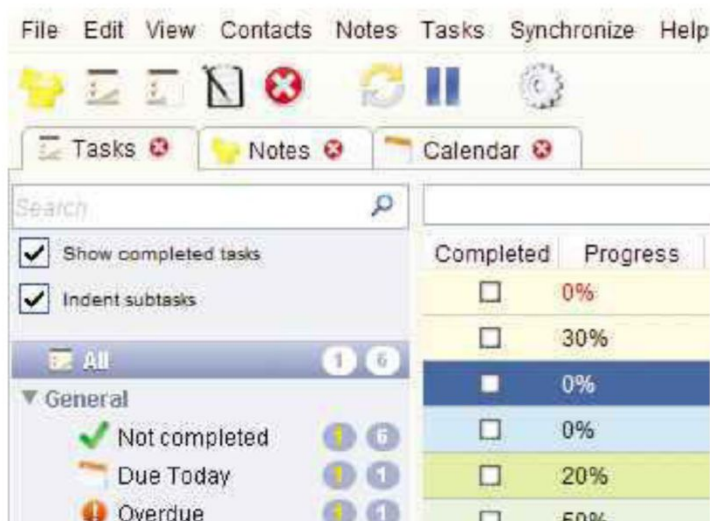 File Edit View Contacts Notes Tasks Synchronize Help
Tasks Notes Calendar
Search
Show completed tasks
Indent subtasks
All 1 6
General
Not completed 1 6
Due Today 1 1
Overdue 1 1
Completed Progress
0%
30%
0%
0%
20%
50%